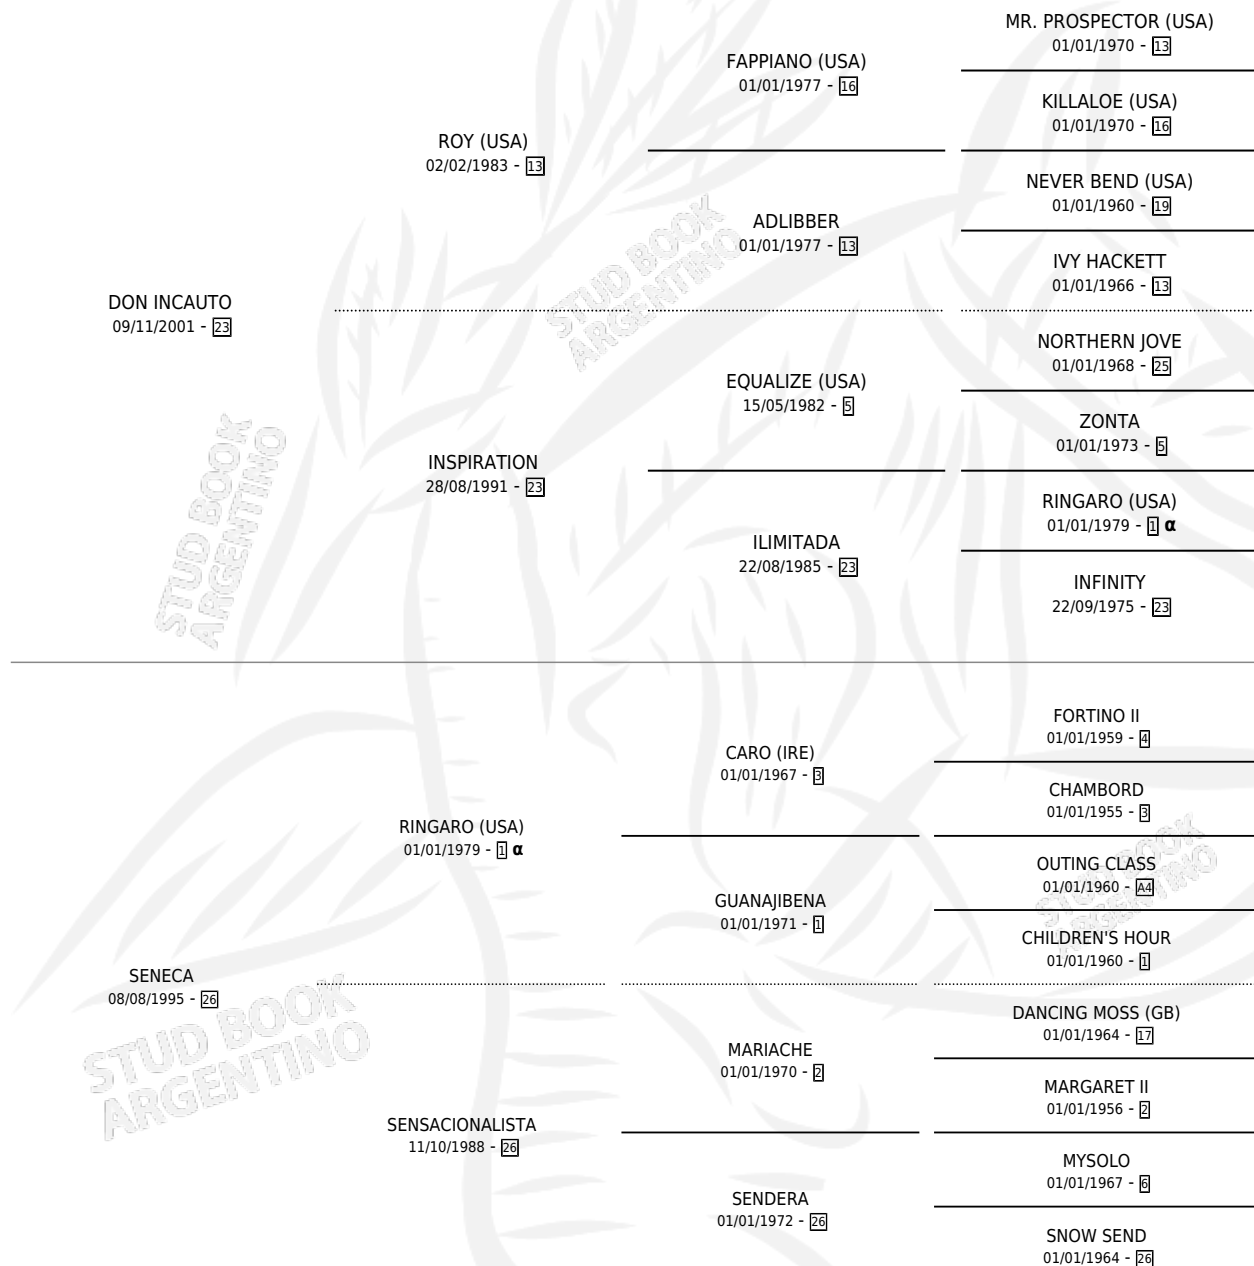 MR. PROSPECTOR (USA)
01/01/1970 - 13
FAPPIANO (USA)
01/01/1977 - 16
KILLALOE (USA)
01/01/1970 - 16
ROY (USA)
02/02/1983 - 13
NEVER BEND (USA)
01/01/1960 - 19
ADLIBBER
01/01/1977 - 13
IVY HACKETT
01/01/1966 - 13
DON INCAUTO
09/11/2001 - 23
NORTHERN JOVE
01/01/1968 - 25
EQUALIZE (USA)
15/05/1982 - 5
ZONTA
01/01/1973 - 5
INSPIRATION
28/08/1991 - 23
RINGARO (USA)
01/01/1979 - 1 α
ILIMITADA
22/08/1985 - 23
INFINITY
22/09/1975 - 23
STUD BOOK
ARGENTINO
STUD BOOK
ARGENTINO
FORTINO II
01/01/1959 - 4
CARO (IRE)
01/01/1967 - 3
CHAMBORD
01/01/1955 - 3
RINGARO (USA)
01/01/1979 - 1 α
OUTING CLASS
01/01/1960 - A4
GUANAJIBENA
01/01/1971 - 1
CHILDREN'S HOUR
01/01/1960 - 1
SENECA
08/08/1995 - 26
DANCING MOSS (GB)
01/01/1964 - 17
MARIACHE
01/01/1970 - 2
MARGARET II
01/01/1956 - 2
SENSACIONALISTA
11/10/1988 - 26
MYSOLO
01/01/1967 - 6
SENDERA
01/01/1972 - 26
SNOW SEND
01/01/1964 - 26
STUD BOOK
ARGENTINO
STUD BOOK
ARGENTINO